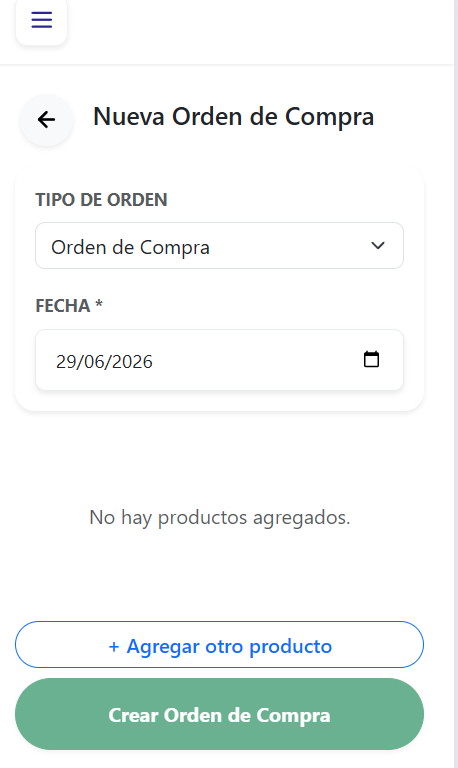 Nueva Orden de Compra
TIPO DE ORDEN
Orden de Compra
FECHA *
29/06/2026
No hay productos agregados.
+ Agregar otro producto
Crear Orden de Compra